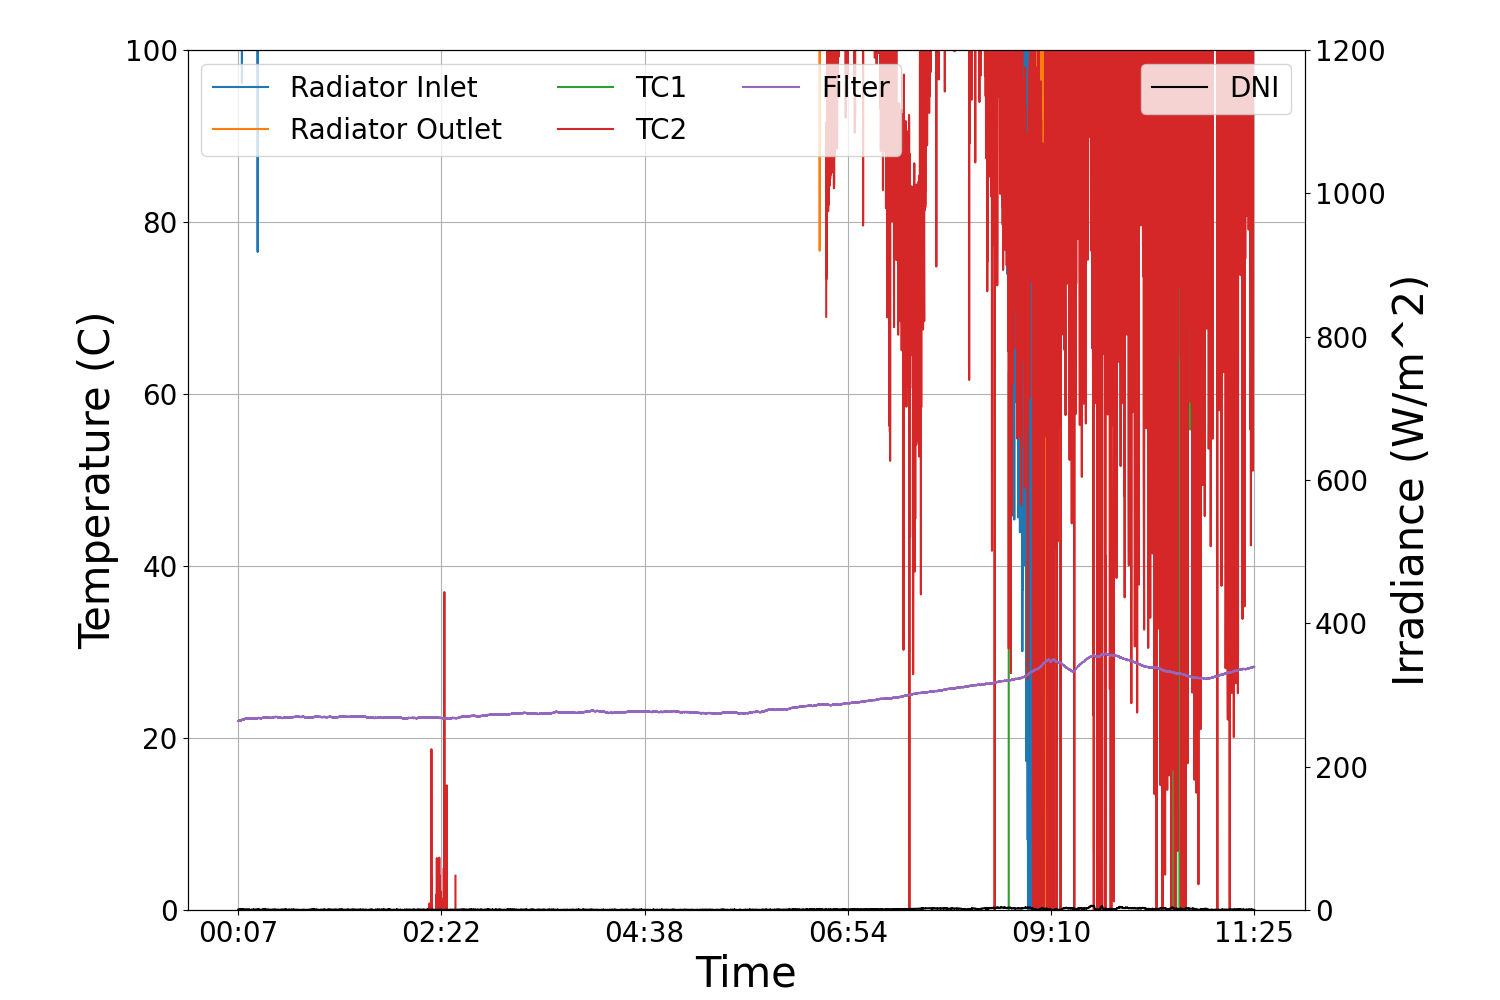 Radiator Inlet
Radiator Outlet
TC1
TC2
Filter
DNI
100
80
60
40
20
0
Temperature (C)
1200
1000
800
600
400
200
0
Irradiance (W/m^2)
00:07 02:22 04:38 06:54 09:10 11:25
Time